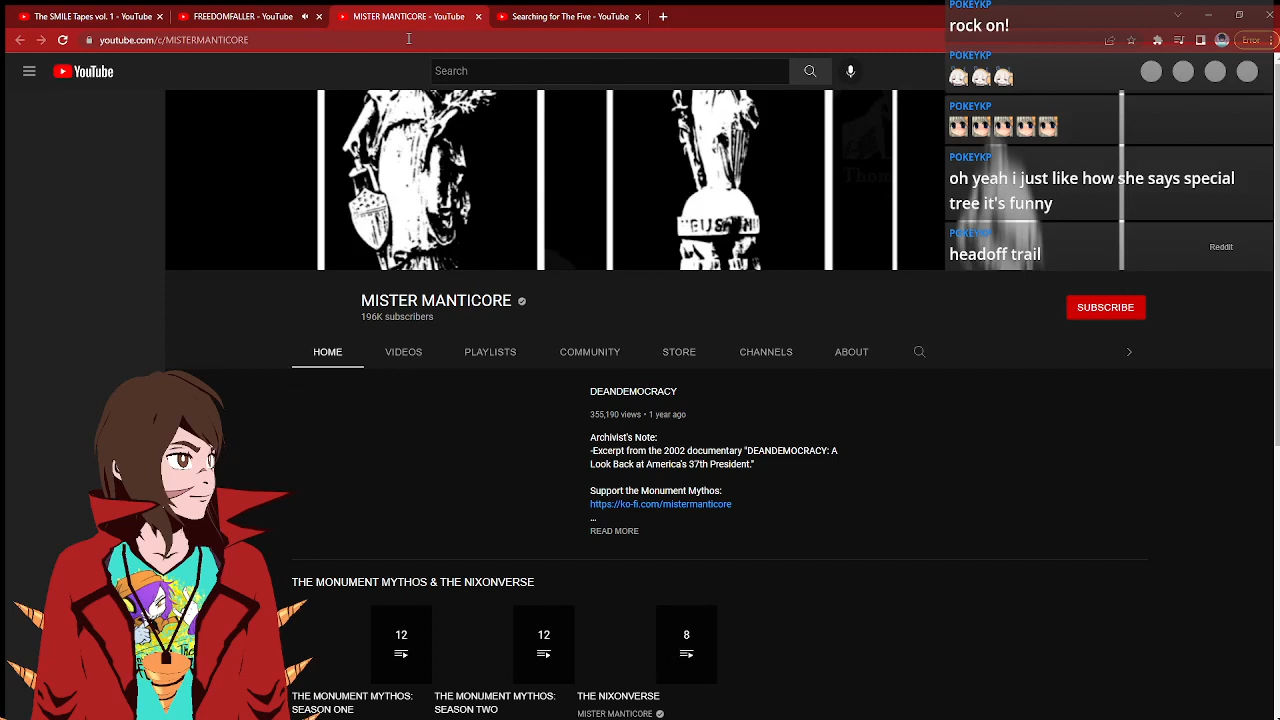 The SMILE Tapes vol. 1 - YouTube
FREEDOMFALLER - YouTube
MISTER MANTICORE - YouTube
Searching for The Five - YouTube
youtube.com/c/MISTERMANTICORE
Error
YouTube
Search
POKEYKP
rock on!
POKEYKP
POKEYKP
POKEYKP
oh yeah i just like how she says special
tree it's funny
POKEYKP
headoff trail
Reddit
MISTER MANTICORE
196K subscribers
SUBSCRIBE
HOME
VIDEOS
PLAYLISTS
COMMUNITY
STORE
CHANNELS
ABOUT
DEANDEMOCRACY
355,190 views • 1 year ago
Archivist's Note:
-Excerpt from the 2002 documentary "DEANDEMOCRACY: A
Look Back at America's 37th President."
Support the Monument Mythos:
https://ko-fi.com/mistermanticore
...
READ MORE
THE MONUMENT MYTHOS & THE NIXONVERSE
12
12
8
THE MONUMENT MYTHOS:
SEASON ONE
THE MONUMENT MYTHOS:
SEASON TWO
THE NIXONVERSE
MISTER MANTICORE